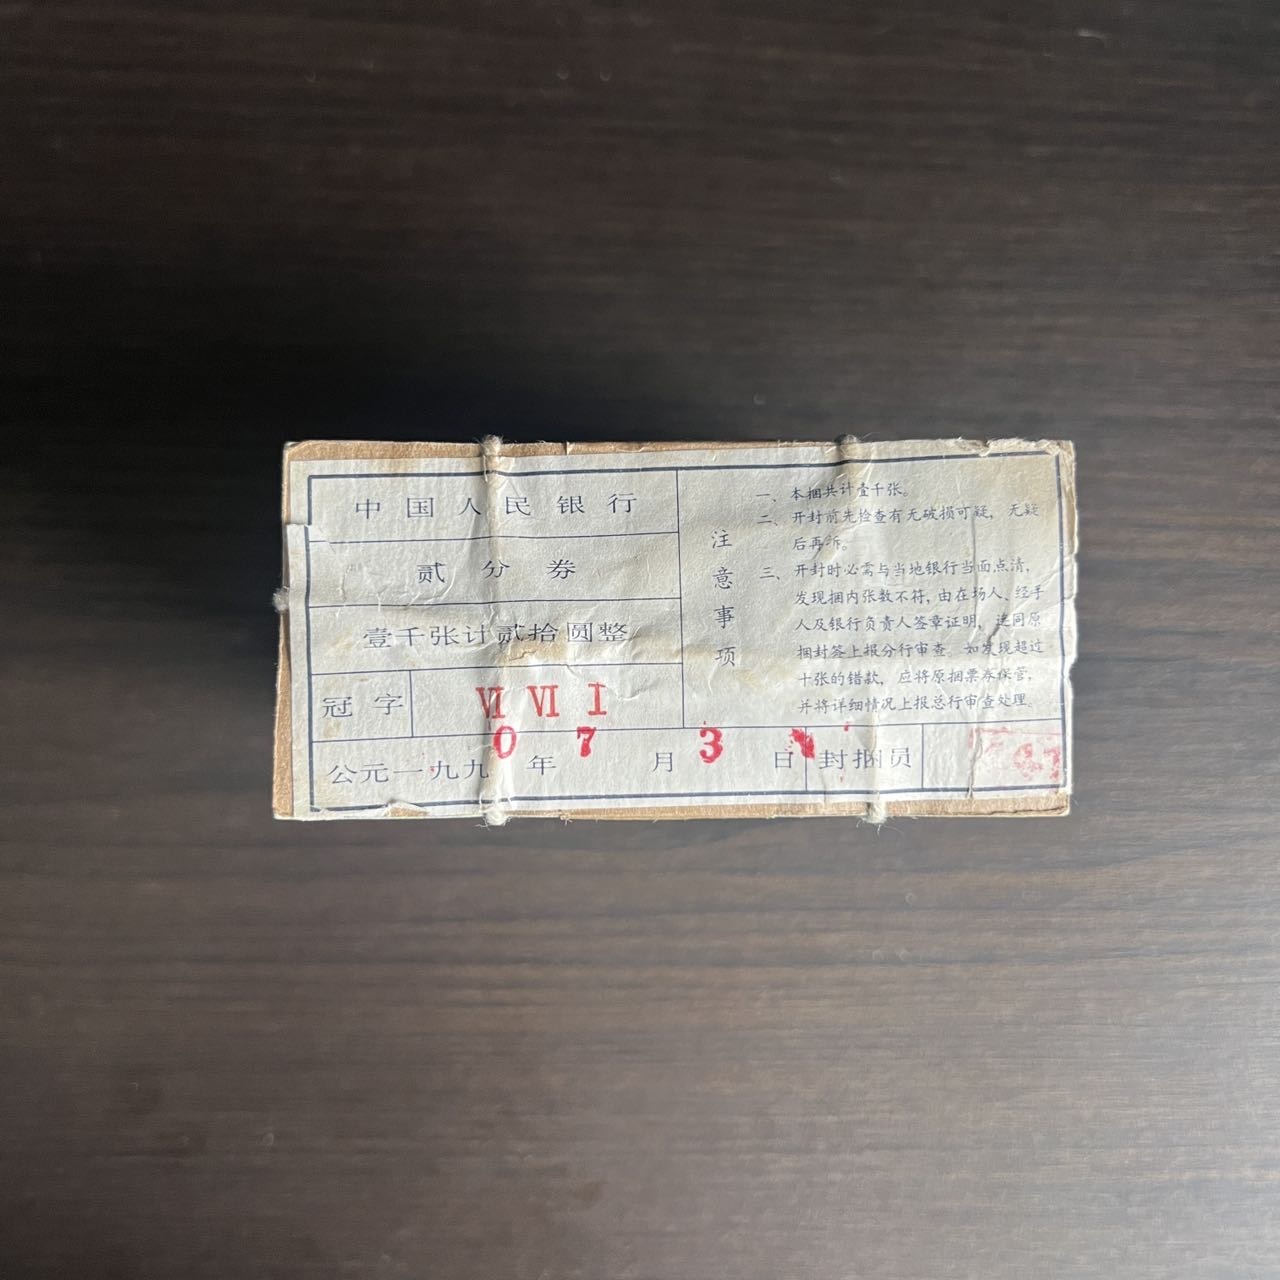 中国人民银行
贰分券
壹千张计贰拾圆整
冠字 Ⅵ Ⅵ Ⅰ
公元一九九0年7月3日
封捆员
注意事项
一、本捆共计壹千张。
二、开封前先检查有无破损可疑，无疑
后再拆。
三、开封时必需与当地银行当面点清，
发现捆内张数不符，由在场人、经手
人及银行负责人签章证明，连同原
捆封签上报分行审查。如发现超过
十张的错款，应将原捆票券保管，
并将详细情况上报总行审查处理。